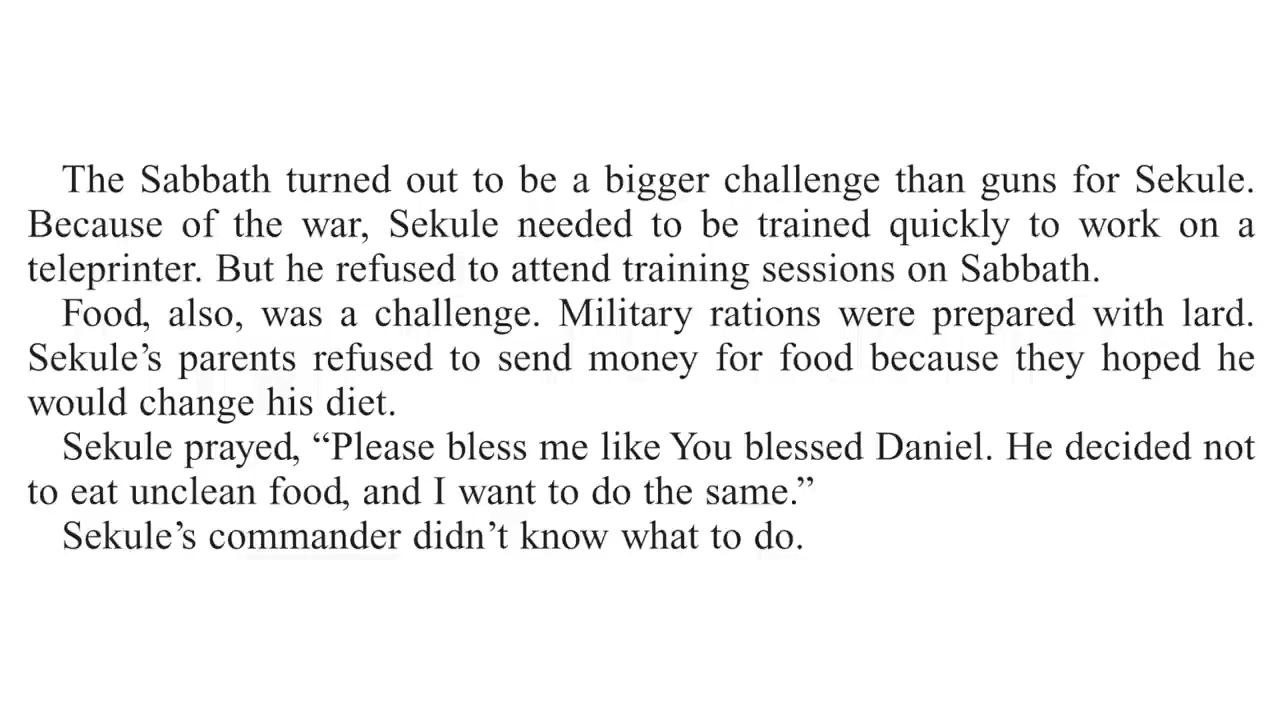 The Sabbath turned out to be a bigger challenge than guns for Sekule.
Because of the war, Sekule needed to be trained quickly to work on a
teleprinter. But he refused to attend training sessions on Sabbath.
Food, also, was a challenge. Military rations were prepared with lard.
Sekule’s parents refused to send money for food because they hoped he
would change his diet.
Sekule prayed, “Please bless me like You blessed Daniel. He decided not
to eat unclean food, and I want to do the same.”
Sekule’s commander didn’t know what to do.